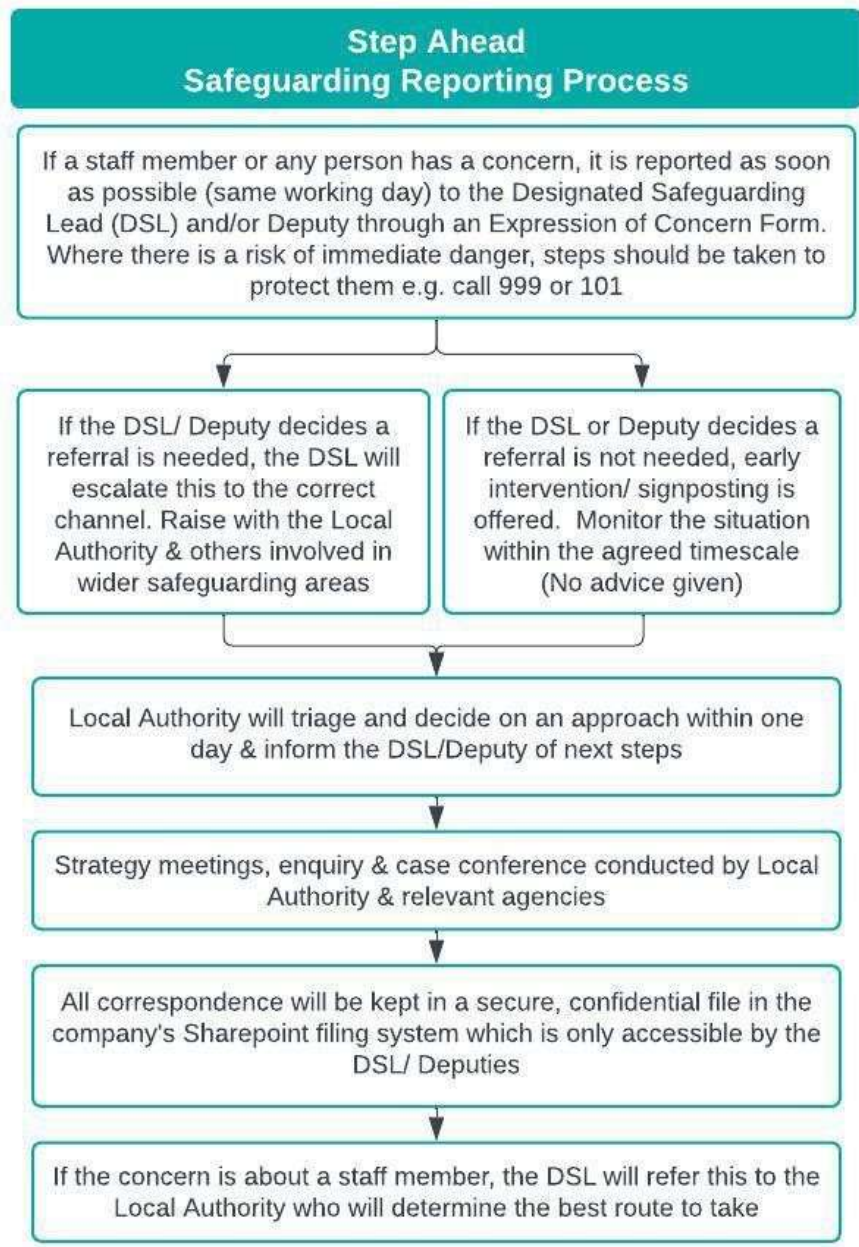 Step Ahead
Safeguarding Reporting Process
If a staff member or any person has a concern, it is reported as soon
as possible (same working day) to the Designated Safeguarding
Lead (DSL) and/or Deputy through an Expression of Concern Form.
Where there is a risk of immediate danger, steps should be taken to
protect them e.g. call 999 or 101
If the DSL/ Deputy decides a
referral is needed, the DSL will
escalate this to the correct
channel. Raise with the Local
Authority & others involved in
wider safeguarding areas
If the DSL or Deputy decides a
referral is not needed, early
intervention/ signposting is
offered.  Monitor the situation
within the agreed timescale
(No advice given)
Local Authority will triage and decide on an approach within one
day & inform the DSL/Deputy of next steps
Strategy meetings, enquiry & case conference conducted by Local
Authority & relevant agencies
All correspondence will be kept in a secure, confidential file in the
company's Sharepoint filing system which is only accessible by the
DSL/ Deputies
If the concern is about a staff member, the DSL will refer this to the
Local Authority who will determine the best route to take